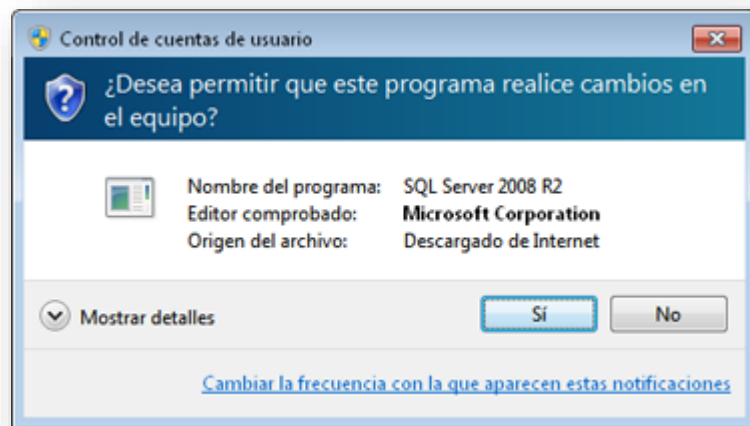 Control de cuentas de usuario
¿Desea permitir que este programa realice cambios en
el equipo?
Nombre del programa: SQL Server 2008 R2
Editor comprobado: Microsoft Corporation
Origen del archivo: Descargado de Internet
Mostrar detalles
Sí
No
Cambiar la frecuencia con la que aparecen estas notificaciones